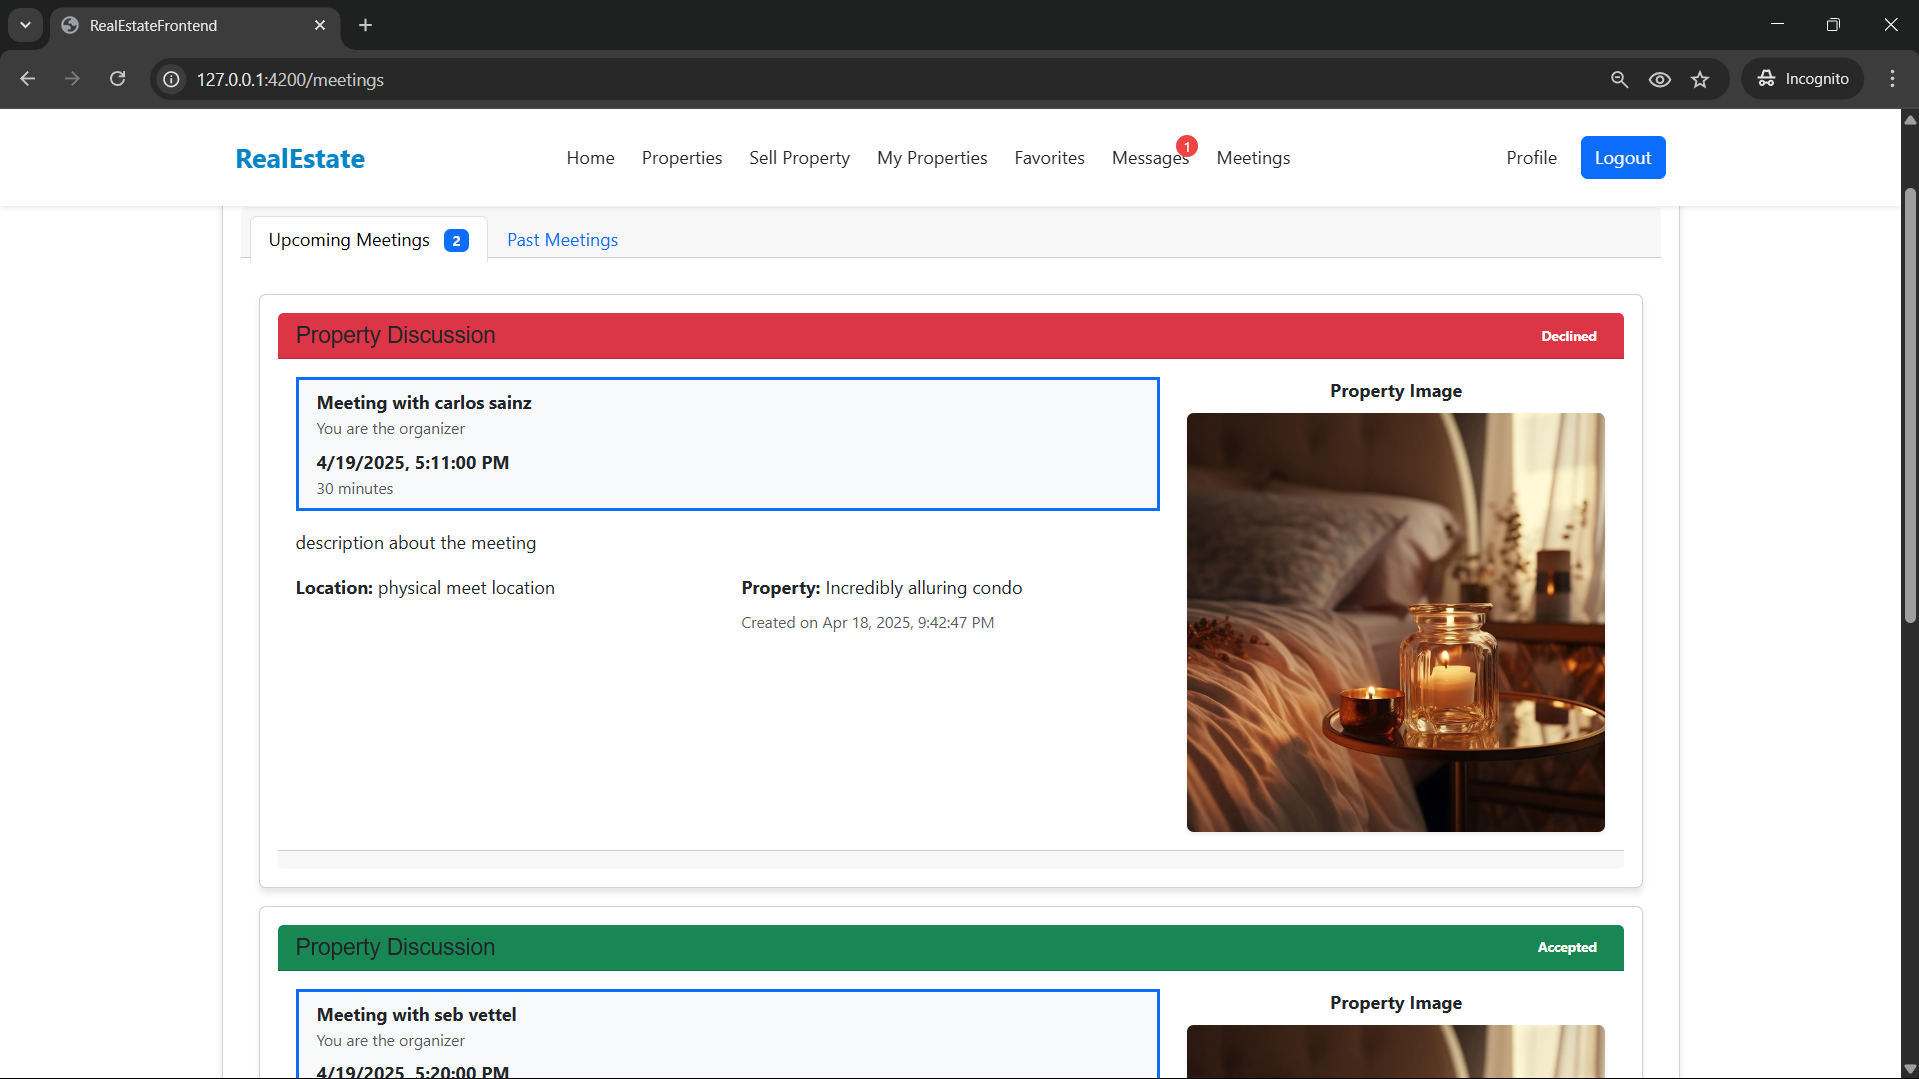 RealEstateFrontend
127.0.0.1:4200/meetings
Incognito
RealEstate
Home
Properties
Sell Property
My Properties
Favorites
Messages
1
Meetings
Profile
Logout
Upcoming Meetings 2
Past Meetings
Property Discussion
Declined
Meeting with carlos sainz
You are the organizer
4/19/2025, 5:11:00 PM
30 minutes
Property Image
description about the meeting
Location: physical meet location
Property: Incredibly alluring condo
Created on Apr 18, 2025, 9:42:47 PM
Property Discussion
Accepted
Meeting with seb vettel
You are the organizer
4/19/2025, 5:20:00 PM
Property Image